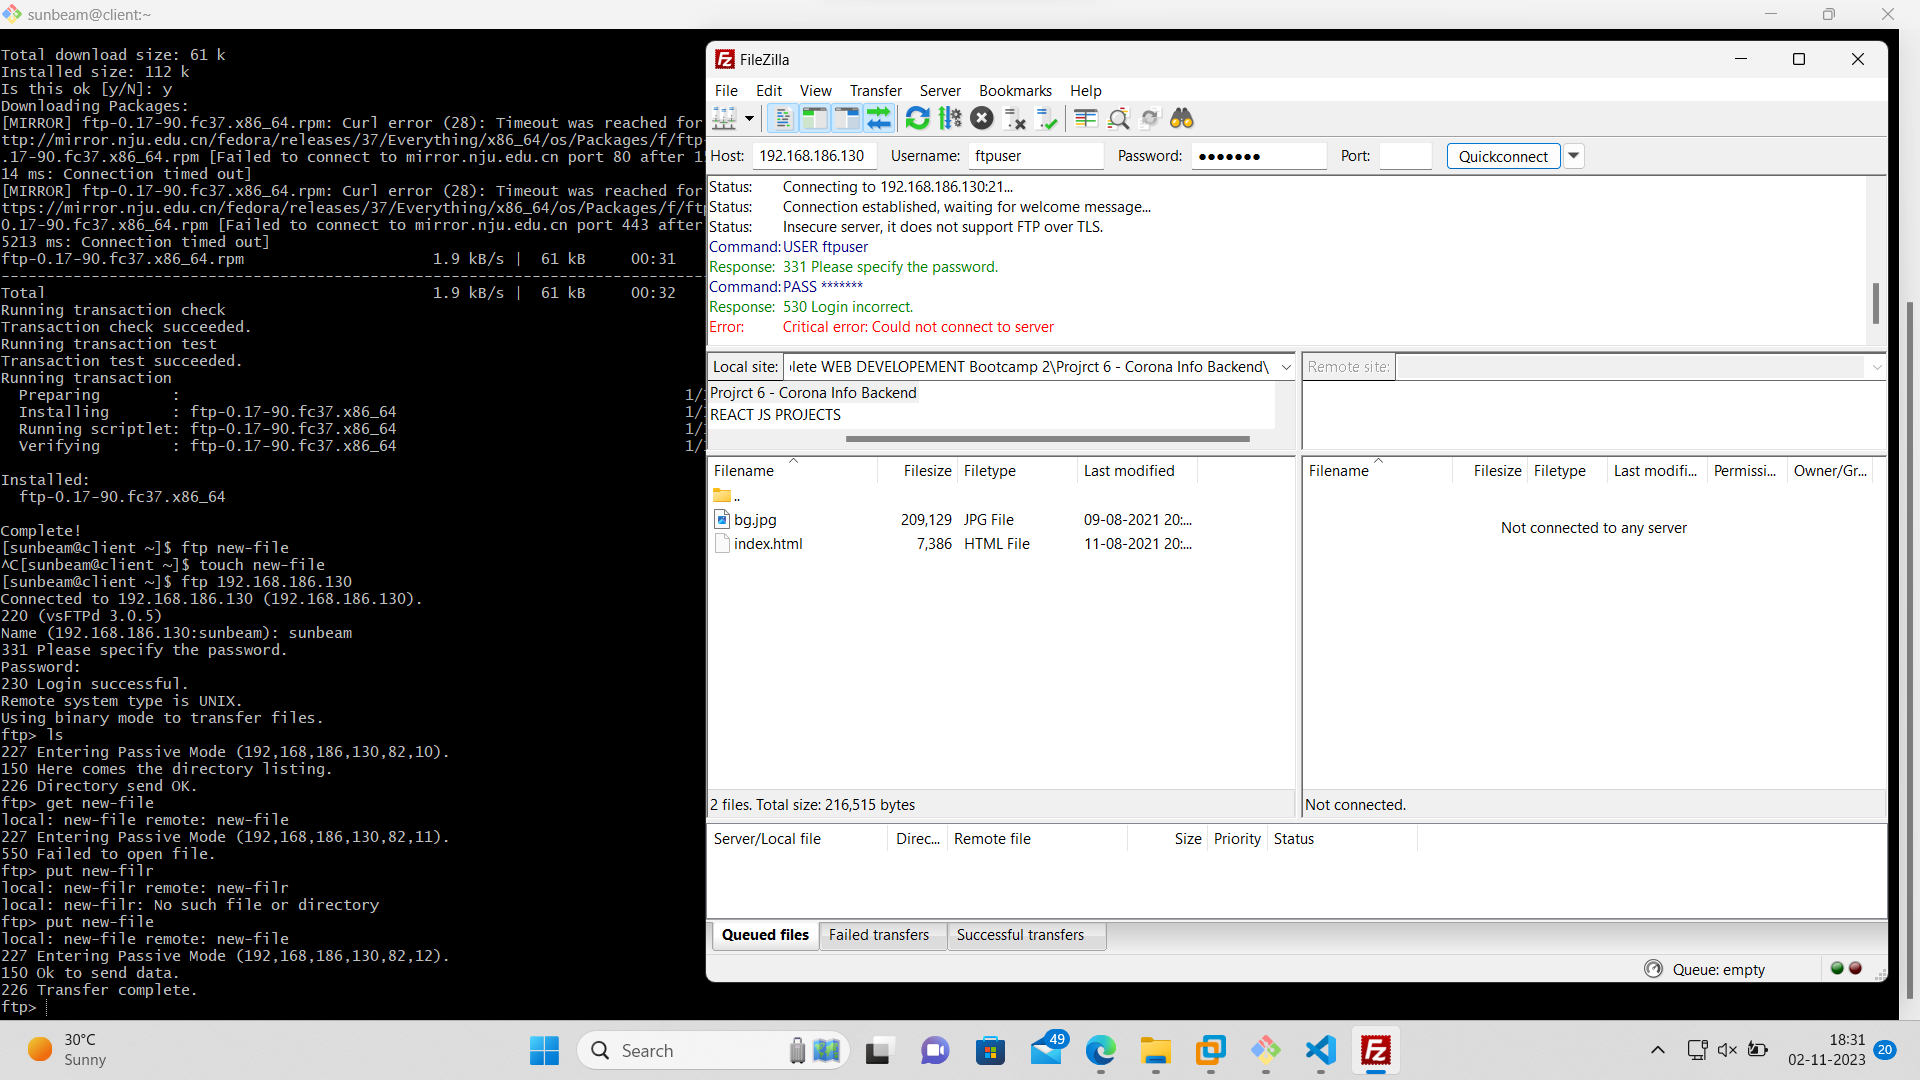 sunbeam@client:~
Total download size: 61 k
Installed size: 112 k
Is this ok [y/N]: y
Downloading Packages:
[MIRROR] ftp-0.17-90.fc37.x86_64.rpm: Curl error (28): Timeout was reached for
ttp://mirror.nju.edu.cn/fedora/releases/37/Everything/x86_64/os/Packages/f/ftp-
.17-90.fc37.x86_64.rpm [Failed to connect to mirror.nju.edu.cn port 80 after
14 ms: Connection timed out]
[MIRROR] ftp-0.17-90.fc37.x86_64.rpm: Curl error (28): Timeout was reached for
ttps://mirror.nju.edu.cn/fedora/releases/37/Everything/x86_64/os/Packages/f/ftp
0.17-90.fc37.x86_64.rpm [Failed to connect to mirror.nju.edu.cn port 443 after
5213 ms: Connection timed out]
ftp-0.17-90.fc37.x86_64.rpm 1.9 kB/s | 61 kB 00:31
--------------------------------------------------------------------------------
Total 1.9 kB/s | 61 kB 00:32
Running transaction check
Transaction check succeeded.
Running transaction test
Transaction test succeeded.
Running transaction
Preparing : 1/
Installing : ftp-0.17-90.fc37.x86_64 1/
Running scriptlet: ftp-0.17-90.fc37.x86_64 1/
Verifying : ftp-0.17-90.fc37.x86_64 1/
Installed:
ftp-0.17-90.fc37.x86_64
Complete!
[sunbeam@client ~]$ ftp new-file
^C[sunbeam@client ~]$ touch new-file
[sunbeam@client ~]$ ftp 192.168.186.130
Connected to 192.168.186.130 (192.168.186.130).
220 (vsFTPd 3.0.5)
Name (192.168.186.130:sunbeam): sunbeam
331 Please specify the password.
Password:
230 Login successful.
Remote system type is UNIX.
Using binary mode to transfer files.
ftp> ls
227 Entering Passive Mode (192,168,186,130,82,10).
150 Here comes the directory listing.
226 Directory send OK.
ftp> get new-file
local: new-file remote: new-file
227 Entering Passive Mode (192,168,186,130,82,11).
550 Failed to open file.
ftp> put new-filr
local: new-filr remote: new-filr
local: new-filr: No such file or directory
ftp> put new-file
local: new-file remote: new-file
227 Entering Passive Mode (192,168,186,130,82,12).
150 Ok to send data.
226 Transfer complete.
ftp>
FileZilla
File Edit View Transfer Server Bookmarks Help
Host: 192.168.186.130 Username: ftpuser Password: ●●●●●●● Port: Quickconnect
Status: Connecting to 192.168.186.130:21...
Status: Connection established, waiting for welcome message...
Status: Insecure server, it does not support FTP over TLS.
Command: USER ftpuser
Response: 331 Please specify the password.
Command: PASS *******
Response: 530 Login incorrect.
Error: Critical error: Could not connect to server
Local site: lete WEB DEVELOPEMENT Bootcamp 2\Projrct 6 - Corona Info Backend\
Projrct 6 - Corona Info Backend
REACT JS PROJECTS
Filename Filesize Filetype Last modified
..
bg.jpg 209,129 JPG File 09-08-2021 20:...
index.html 7,386 HTML File 11-08-2021 20:...
2 files. Total size: 216,515 bytes
Remote site:
Filename Filesize Filetype Last modifi... Permissi... Owner/Gr...
Not connected to any server
Not connected.
Server/Local file Direc... Remote file Size Priority Status
Queued files Failed transfers Successful transfers
Queue: empty
30°C
Sunny
Search
49
18:31
02-11-2023
20